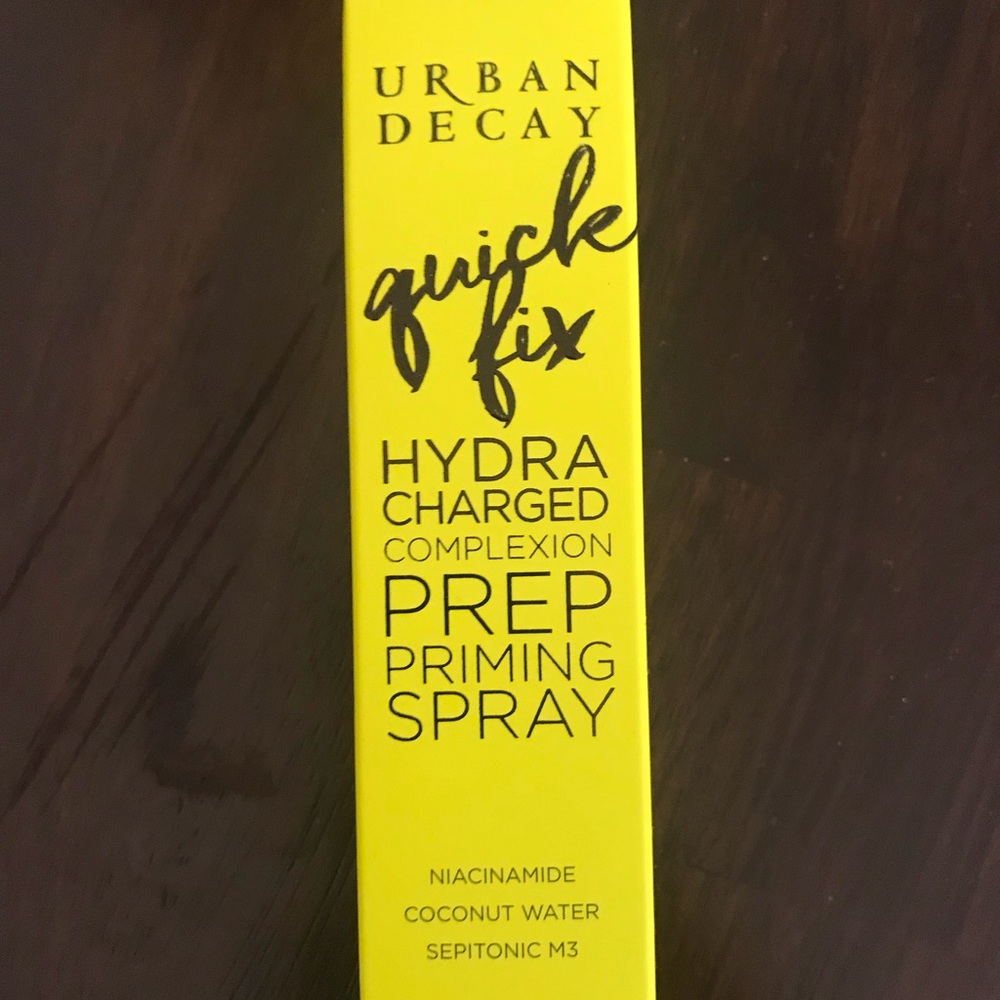 URBAN
DECAY
quick
fix
HYDRA
CHARGED
COMPLEXION
PREP
PRIMING
SPRAY
NIACINAMIDE
COCONUT WATER
SEPITONIC M3